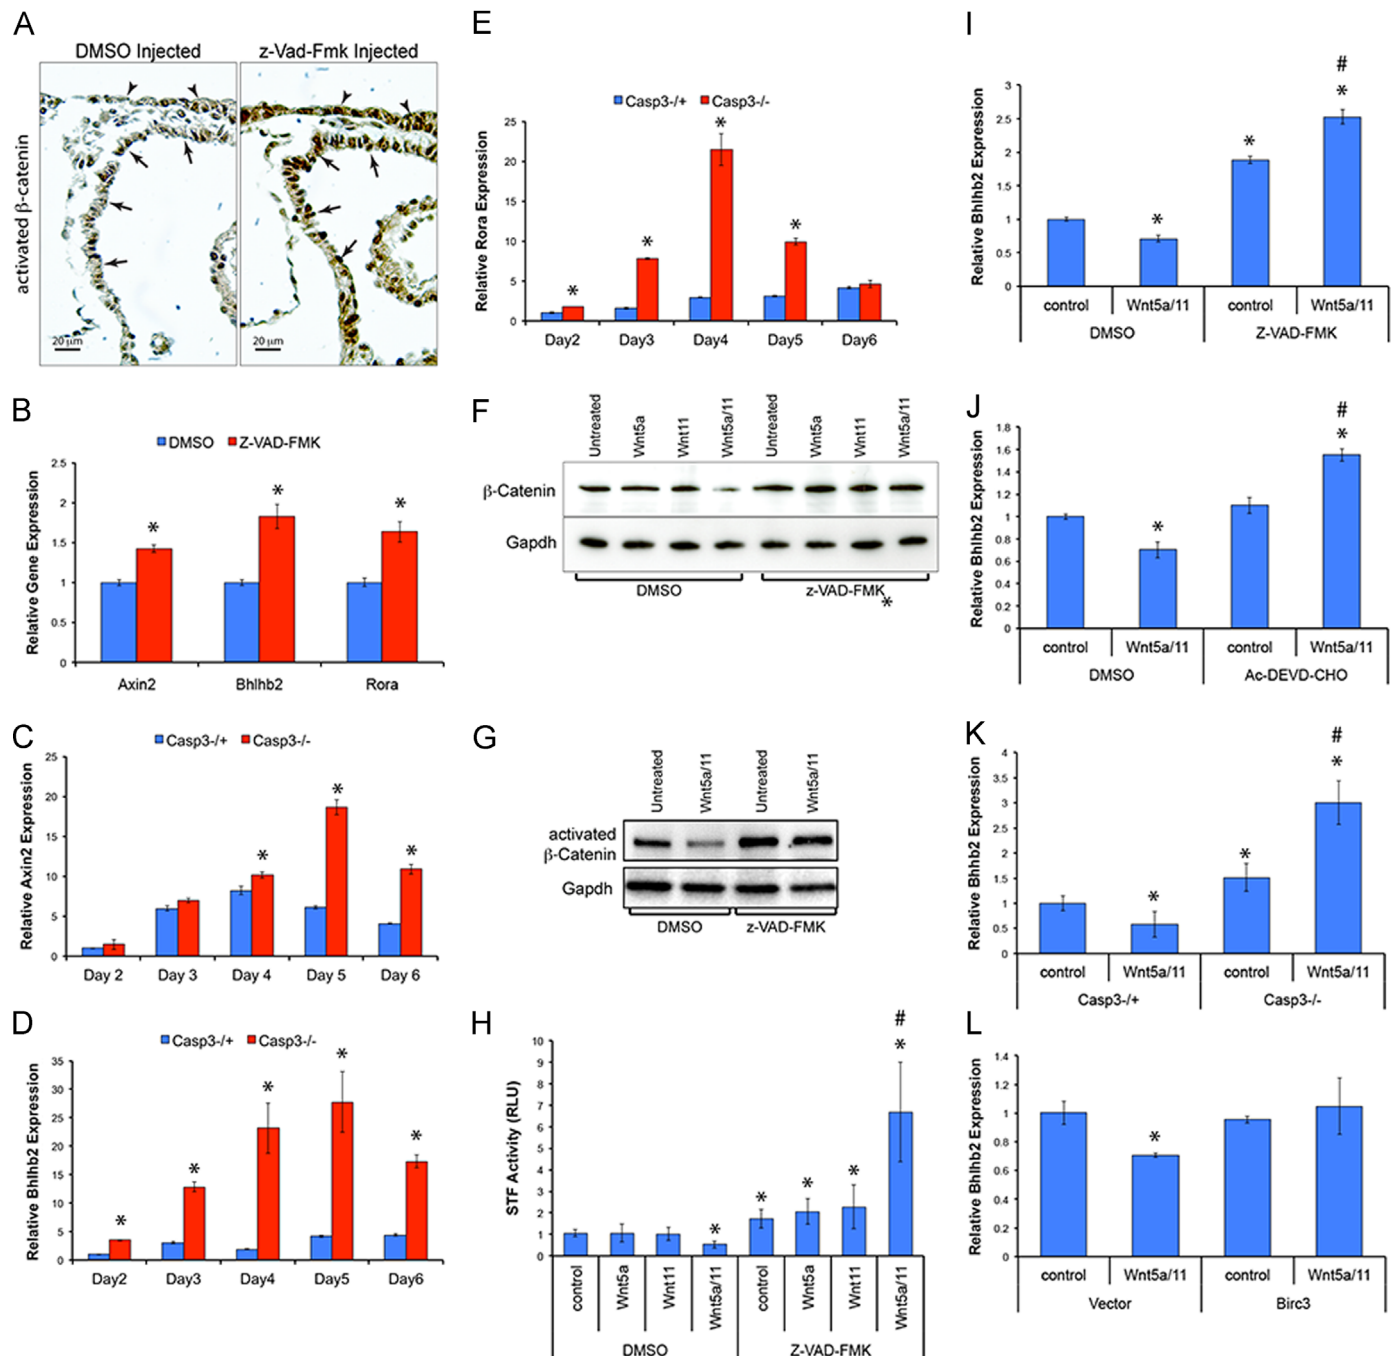 A
DMSO Injected
z-Vad-Fmk Injected
activated β-catenin
20 µm
20 µm
B
DMSO Z-VAD-FMK
Relative Gene Expression
2.5
2
1.5
1
0.5
0
Axin2 Bhlhb2 Rora
* * *
C
Casp3-/+ Casp3-/-
Relative Axin2 Expression
25
20
15
10
5
0
Day 2 Day 3 Day 4 Day 5 Day 6
* * *
D
Casp3-/+ Casp3-/-
Relative Bhlhb2 Expression
35
30
25
20
15
10
5
0
Day2 Day3 Day4 Day5 Day6
* * * * *
E
Casp3-/+ Casp3-/-
Relative Rora Expression
25
20
15
10
5
0
Day2 Day3 Day4 Day5 Day6
* * * *
F
Untreated Wnt5a Wnt11 Wnt5a/11 Untreated Wnt5a Wnt11 Wnt5a/11
β-Catenin
Gapdh
DMSO z-VAD-FMK
*
G
Untreated Wnt5a/11 Untreated Wnt5a/11
activated
β-Catenin
Gapdh
DMSO z-VAD-FMK
H
STF Activity (RLU)
10
9
8
7
6
5
4
3
2
1
0
#
* * * * *
control Wnt5a Wnt11 Wnt5a/11 control Wnt5a Wnt11 Wnt5a/11
DMSO Z-VAD-FMK
I
Relative Bhlhb2 Expression
3
2.5
2
1.5
1
0.5
0
#
* * *
control Wnt5a/11 control Wnt5a/11
DMSO Z-VAD-FMK
J
Relative Bhlhb2 Expression
1.8
1.6
1.4
1.2
1
0.8
0.6
0.4
0.2
0
#
* *
control Wnt5a/11 control Wnt5a/11
DMSO Ac-DEVD-CHO
K
Relative Bhhb2 Expression
4
3.5
3
2.5
2
1.5
1
0.5
0
#
* * *
control Wnt5a/11 control Wnt5a/11
Casp3-/+ Casp3-/-
L
Relative Bhlhb2 Expression
1.4
1.2
1
0.8
0.6
0.4
0.2
0
*
control Wnt5a/11 control Wnt5a/11
Vector Birc3